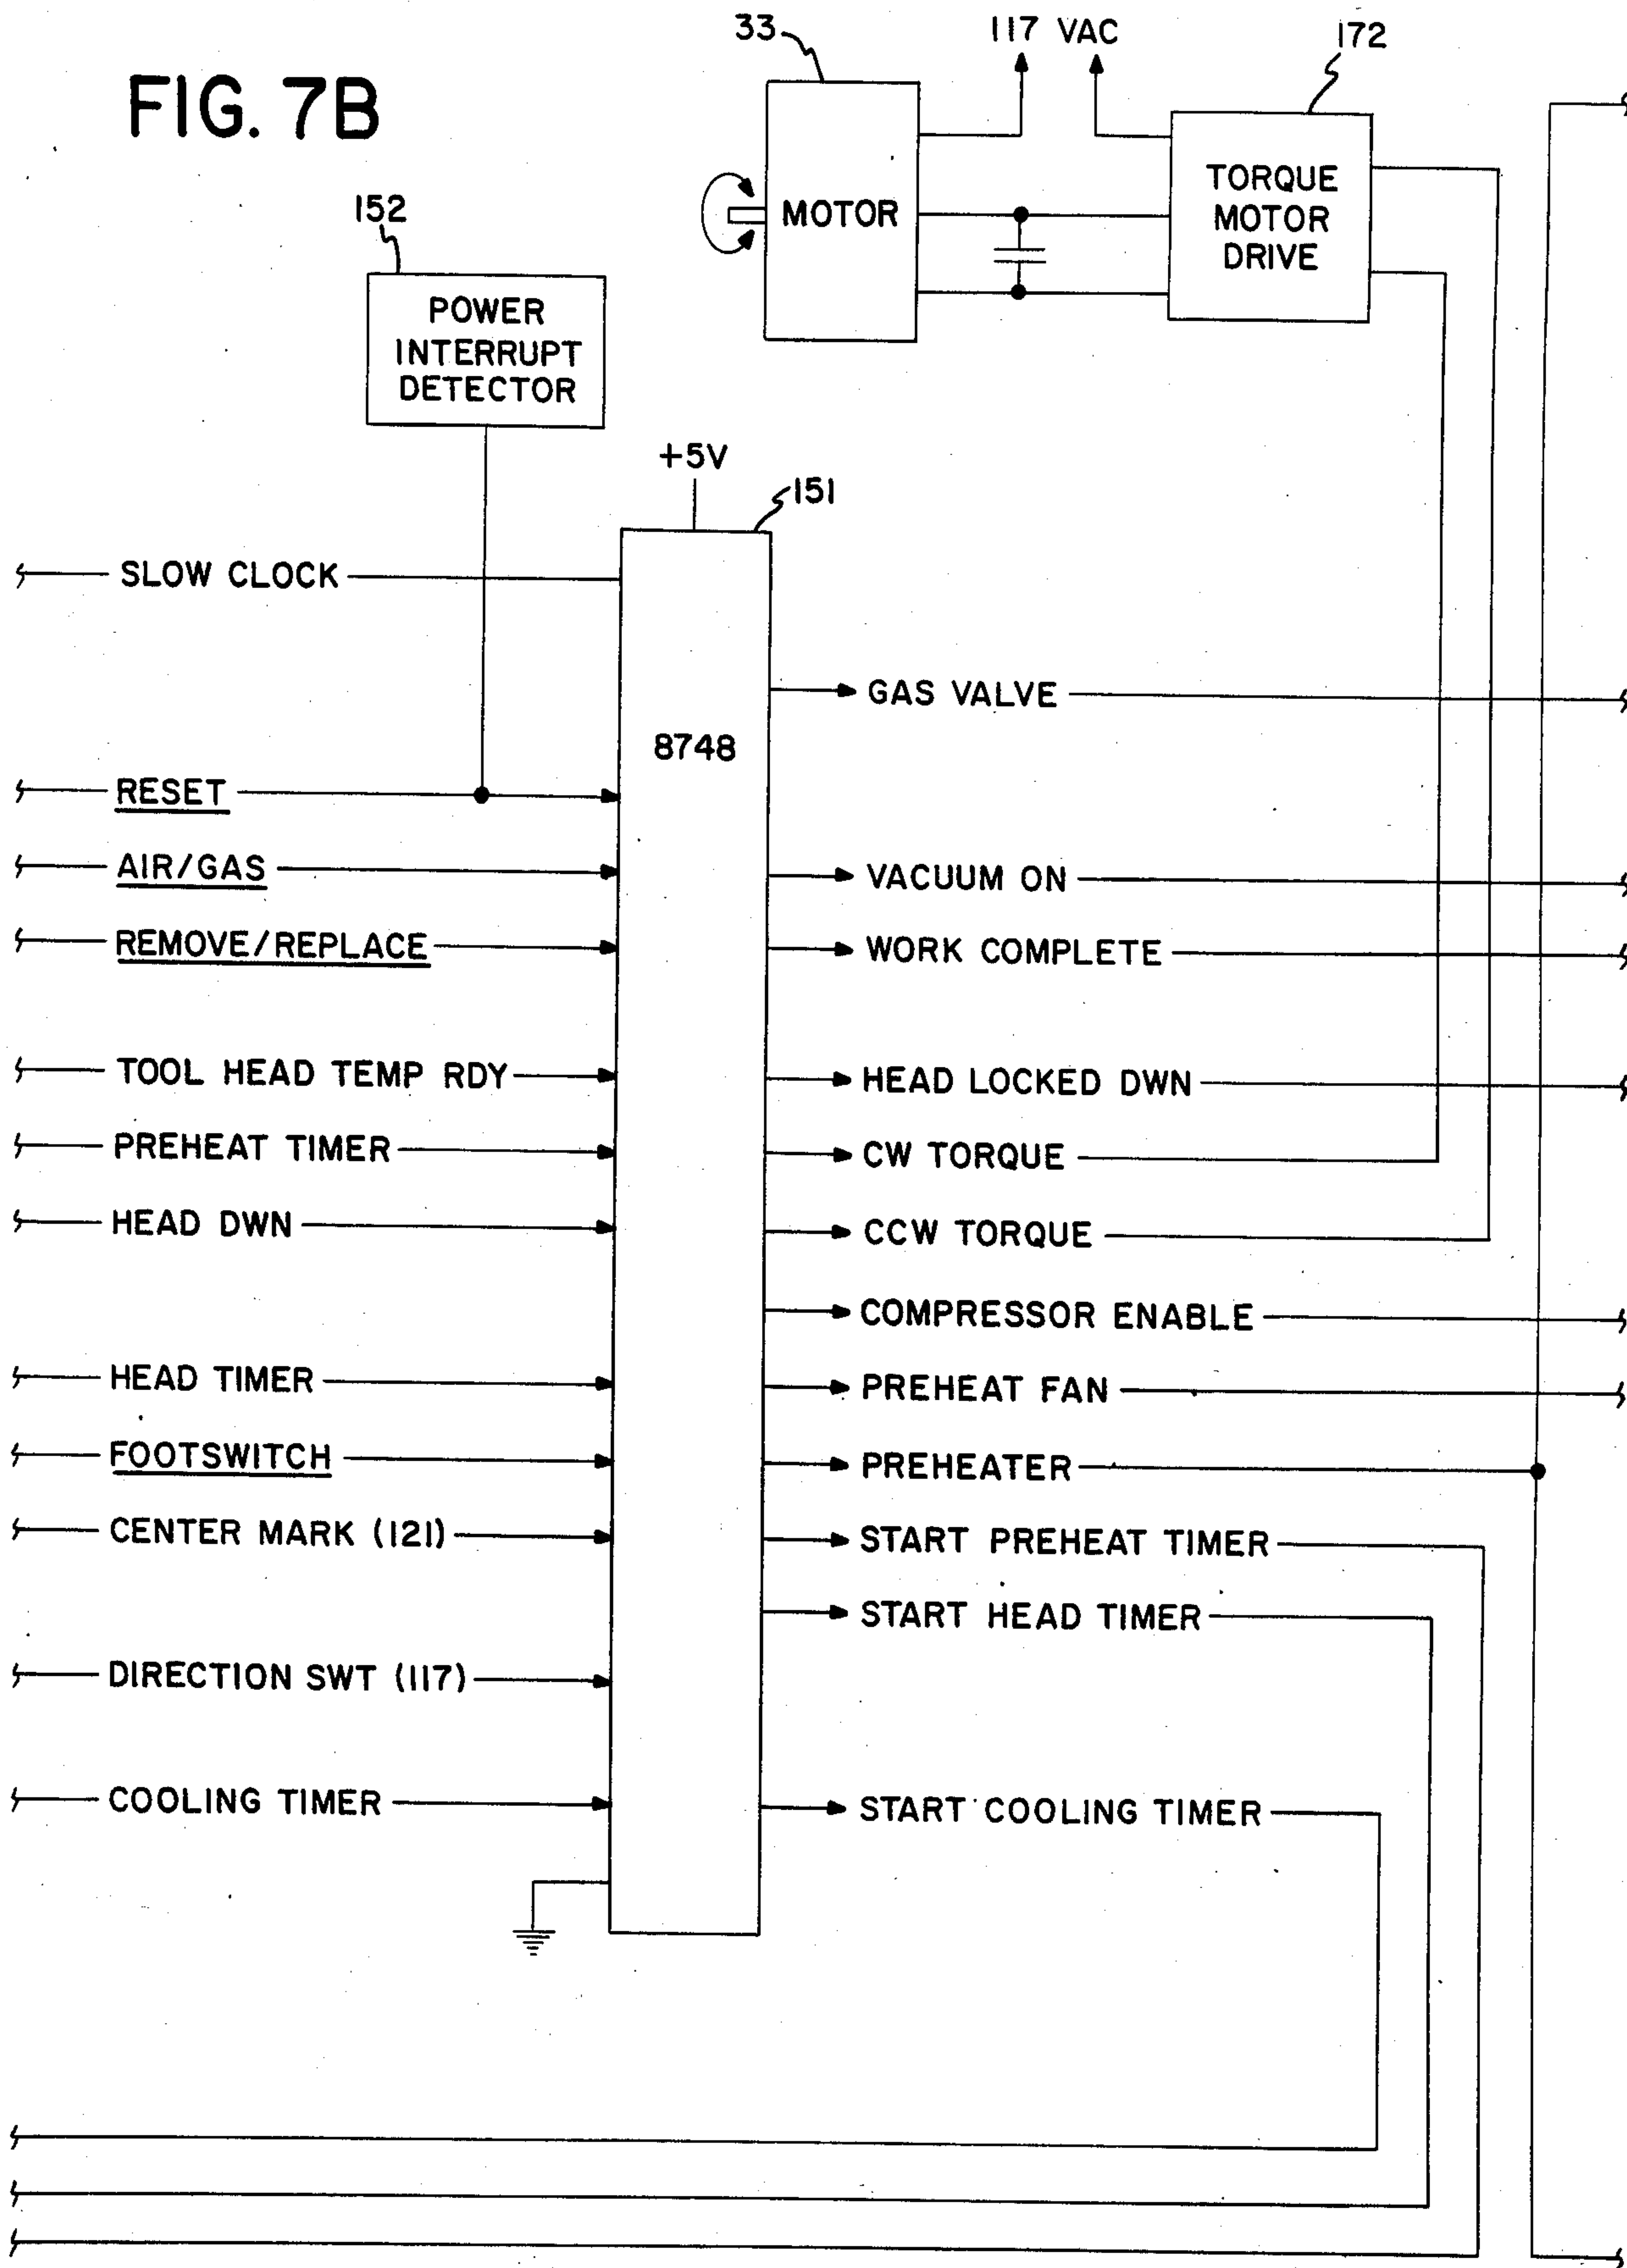 FIG. 7B
33
117 VAC
172
MOTOR
TORQUE
MOTOR
DRIVE
152
POWER
INTERRUPT
DETECTOR
+5V
151
8748
SLOW CLOCK
RESET
AIR/GAS
REMOVE/REPLACE
TOOL HEAD TEMP RDY
PREHEAT TIMER
HEAD DWN
HEAD TIMER
FOOTSWITCH
CENTER MARK (121)
DIRECTION SWT (117)
COOLING TIMER
GAS VALVE
VACUUM ON
WORK COMPLETE
HEAD LOCKED DWN
CW TORQUE
CCW TORQUE
COMPRESSOR ENABLE
PREHEAT FAN
PREHEATER
START PREHEAT TIMER
START HEAD TIMER
START COOLING TIMER